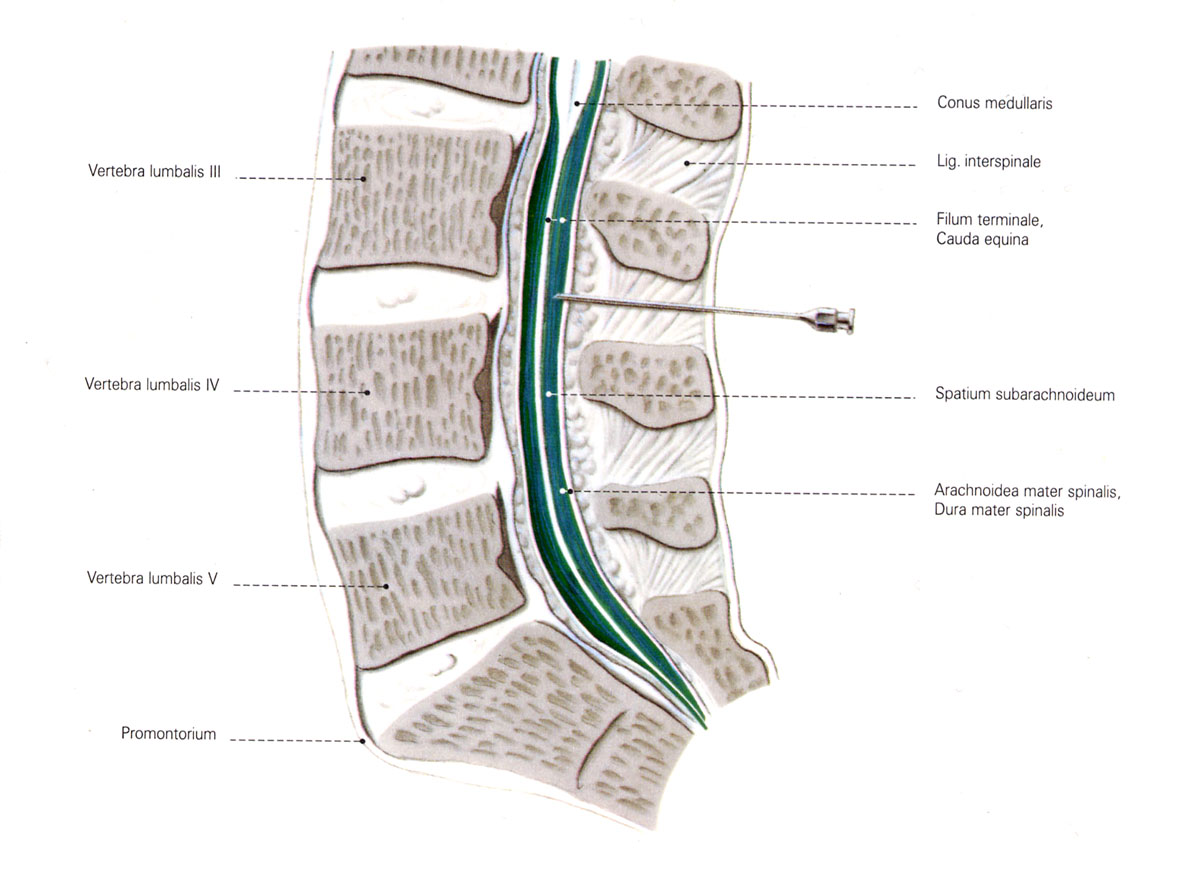 Vertebra lumbalis III
Vertebra lumbalis IV
Vertebra lumbalis V
Promontorium
Conus medullaris
Lig. interspinale
Filum terminale,
Cauda equina
Spatium subarachnoideum
Arachnoidea mater spinalis,
Dura mater spinalis